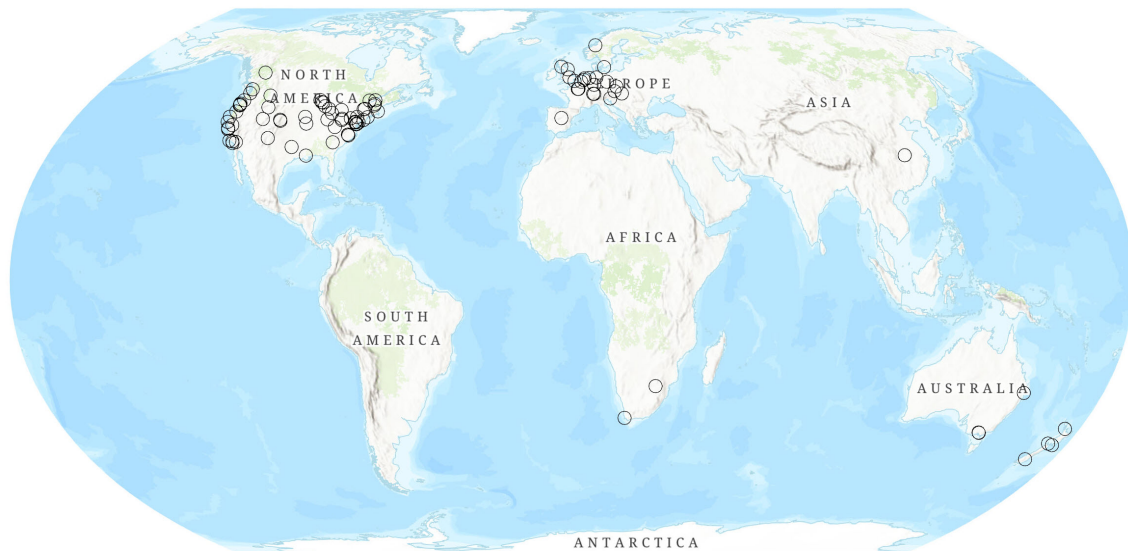 NORTH
AMERICA
EUROPE
ASIA
AFRICA
SOUTH
AMERICA
AUSTRALIA
ANTARCTICA